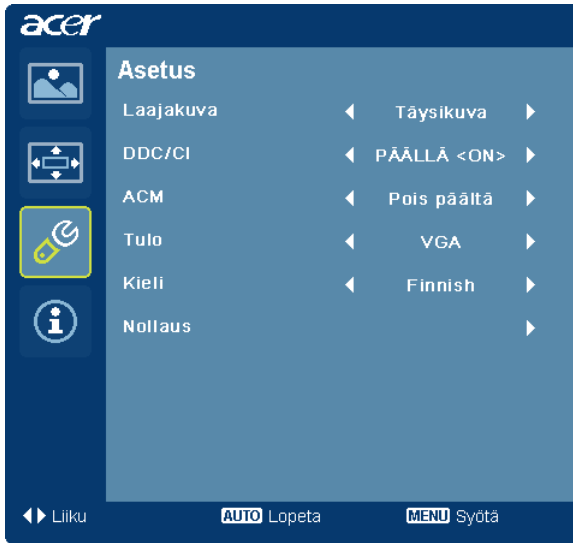 acer
Asetus
Laajakuva Täysikuva
DDC/CI PÄÄLLÄ <ON>
ACM Pois päältä
Tulo VGA
Kieli Finnish
Nollaus
Liiku AUTO Lopeta MENU Syötä